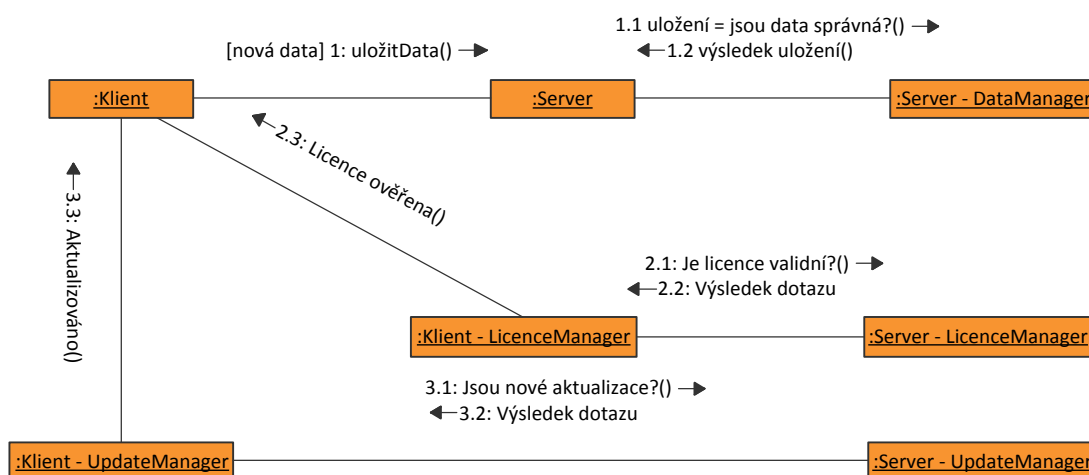 1.1 uložení = jsou data správná?()
[nová data] 1: uložitData()
1.2 výsledek uložení()
:Klient
:Server
:Server - DataManager
2.3: Licence ověřena()
3.3: Aktualizováno()
2.1: Je licence validní?()
2.2: Výsledek dotazu
:Klient - LicenceManager
:Server - LicenceManager
3.1: Jsou nové aktualizace?()
3.2: Výsledek dotazu
:Klient - UpdateManager
:Server - UpdateManager